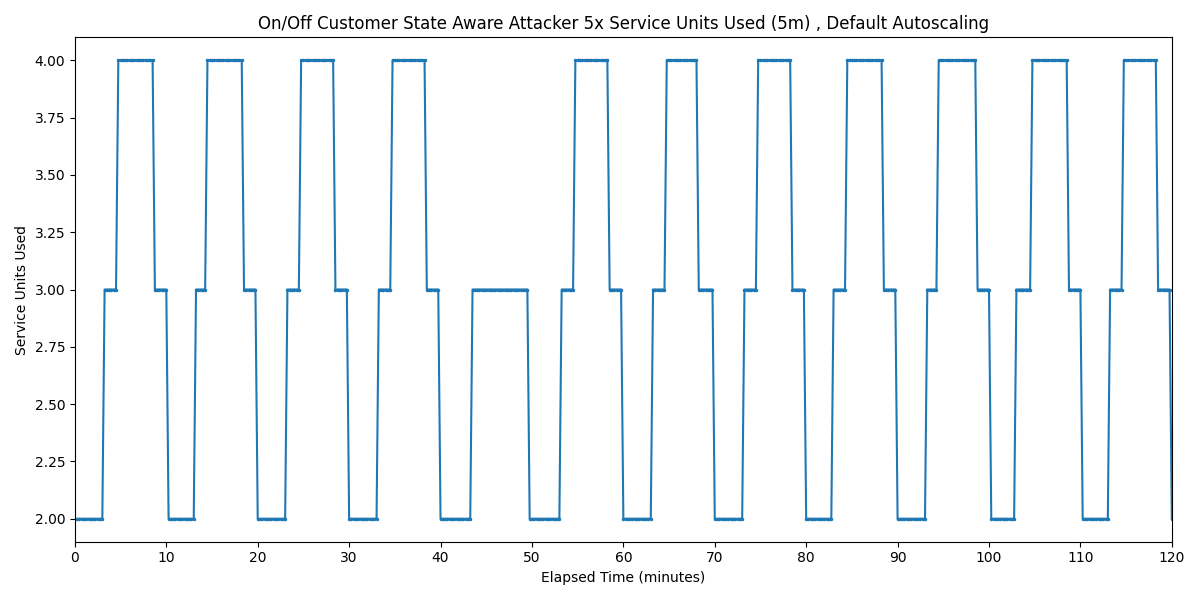 On/Off Customer State Aware Attacker 5x Service Units Used (5m) , Default Autoscaling
4.00
3.75
3.50
3.25
3.00
2.75
2.50
2.25
2.00
Service Units Used
0 10 20 30 40 50 60 70 80 90 100 110 120
Elapsed Time (minutes)